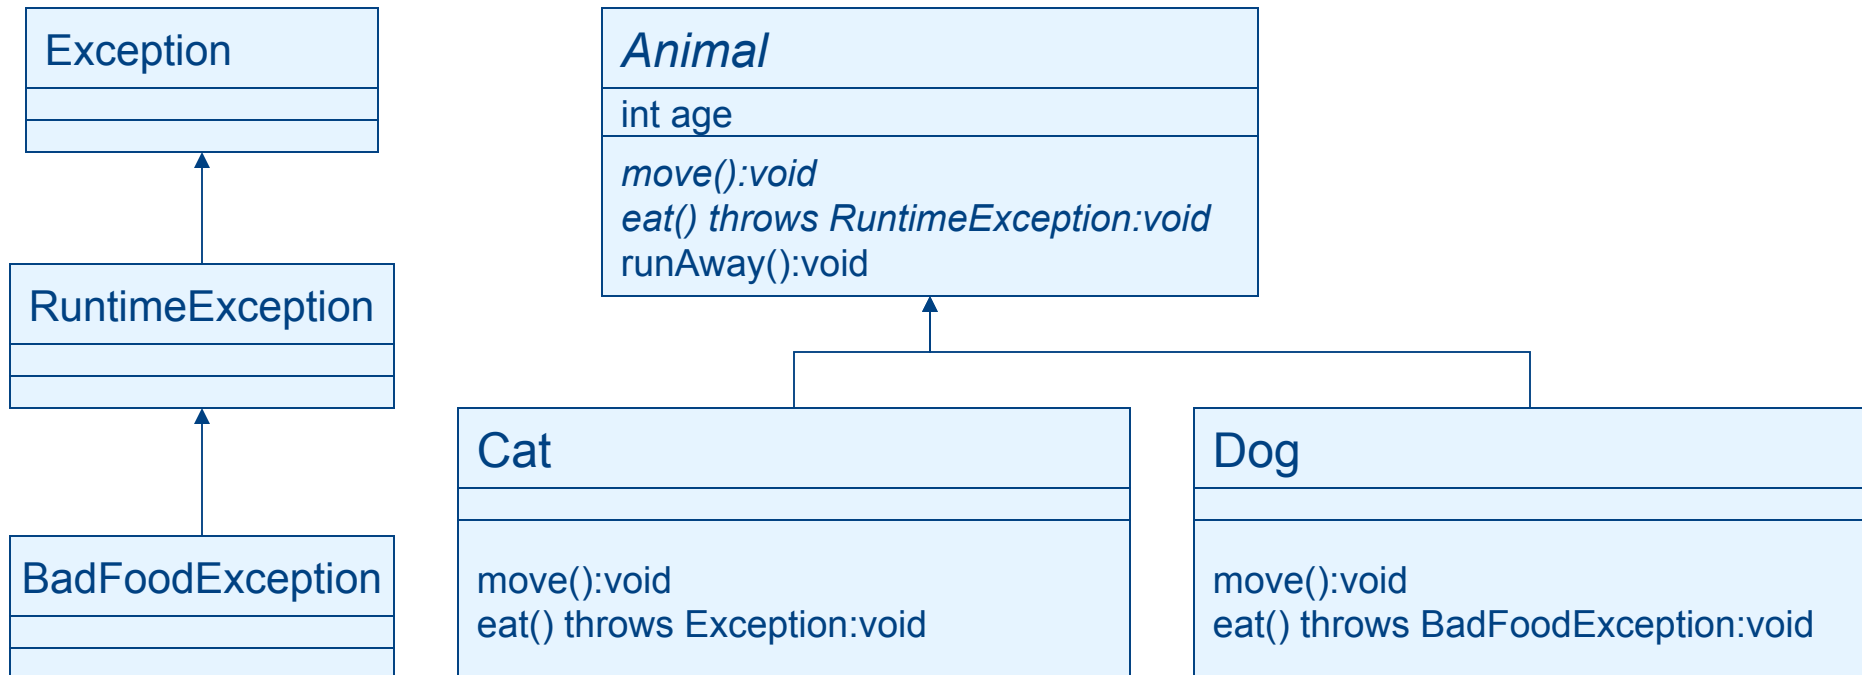 Exception
RuntimeException
BadFoodException
Animal
int age
move():void
eat() throws RuntimeException:void
runAway():void
Cat
move():void
eat() throws Exception:void
Dog
move():void
eat() throws BadFoodException:void